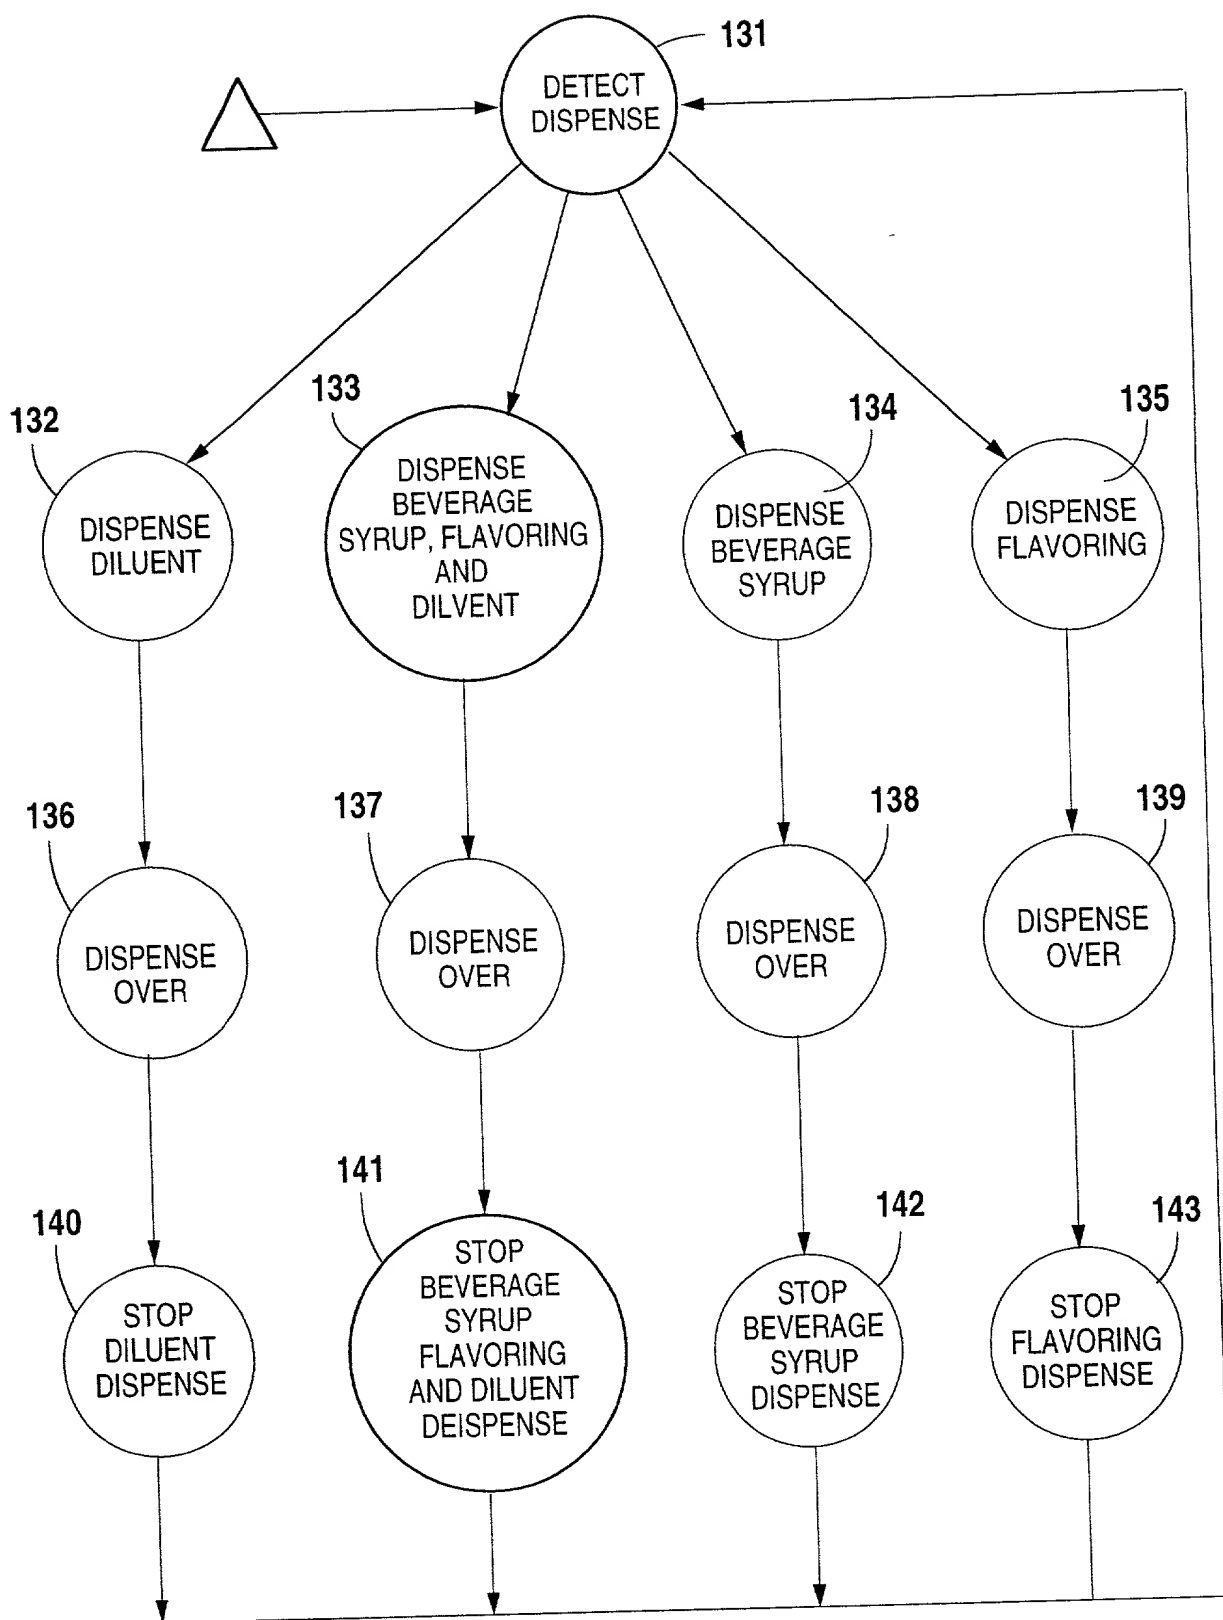 131
DETECT
DISPENSE
132
DISPENSE
DILUENT
133
DISPENSE
BEVERAGE
SYRUP, FLAVORING
AND
DILVENT
134
DISPENSE
BEVERAGE
SYRUP
135
DISPENSE
FLAVORING
136
DISPENSE
OVER
137
DISPENSE
OVER
138
DISPENSE
OVER
139
DISPENSE
OVER
140
STOP
DILUENT
DISPENSE
141
STOP
BEVERAGE
SYRUP
FLAVORING
AND DILUENT
DEISPENSE
142
STOP
BEVERAGE
SYRUP
DISPENSE
143
STOP
FLAVORING
DISPENSE